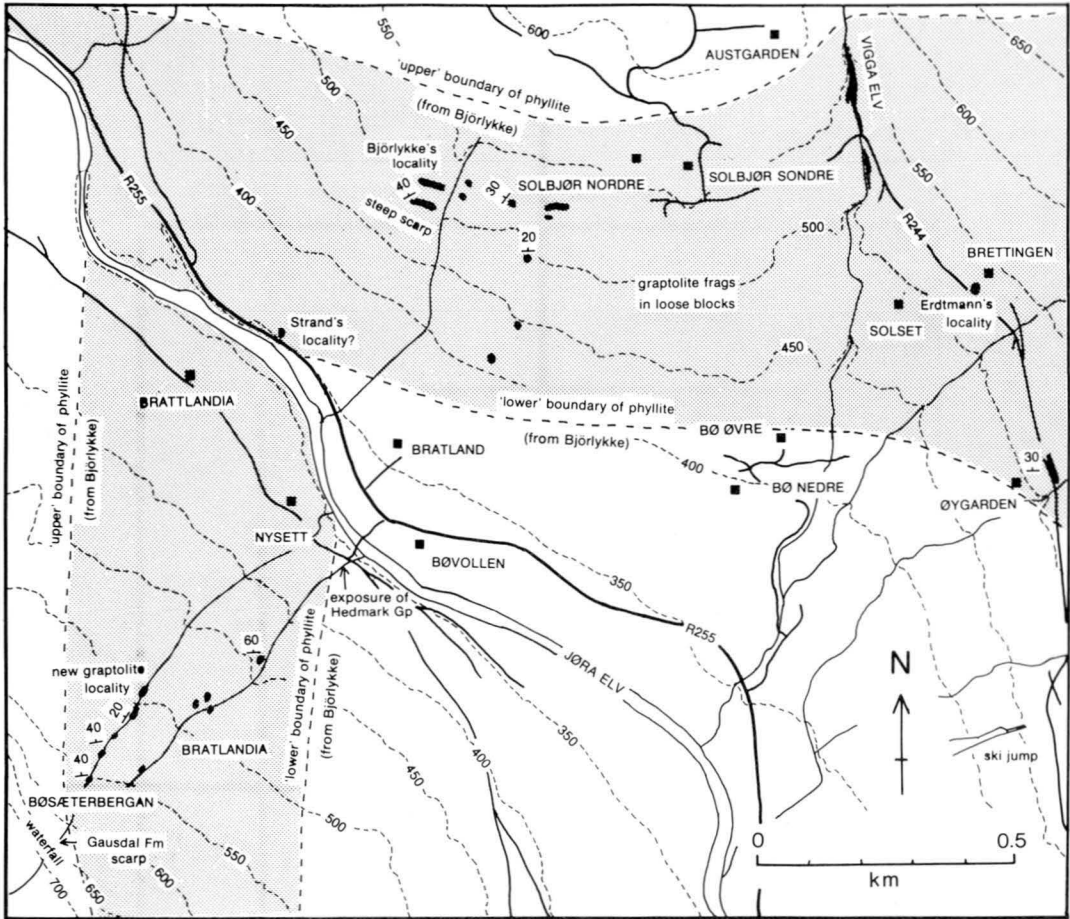 550
600
AUSTGARDEN
650
VIGGA ELV
500
'upper' boundary of phyllite
(from Björlykke)
600
450
Björlykke's
locality
550
R255
40
30
SOLBJØR NORDRE
SOLBJØR SONDRE
400
steep scarp
500
R244
20
BRETTINGEN
graptolite frags
in loose blocks
Erdtmann's
locality
SOLSET
Strand's
locality?
450
'upper' boundary of phyllite
(from Björlykke)
BRATTLANDIA
'lower' boundary of phyllite
(from Björlykke)
BØ ØVRE
BRATLAND
400
30
BØ NEDRE
ØYGARDEN
NYSETT
BØVOLLEN
350
exposure of
Hedmark Gp
R255
60
JØRA ELV
N
new graptolite
locality
'lower' boundary of phyllite
(from Björlykke)
20
40
350
BRATLANDIA
ski jump
40
400
BØSÆTERBERGAN
450
waterfall
Gausdal Fm
scarp
500
0
0.5
550
km
600
650
700